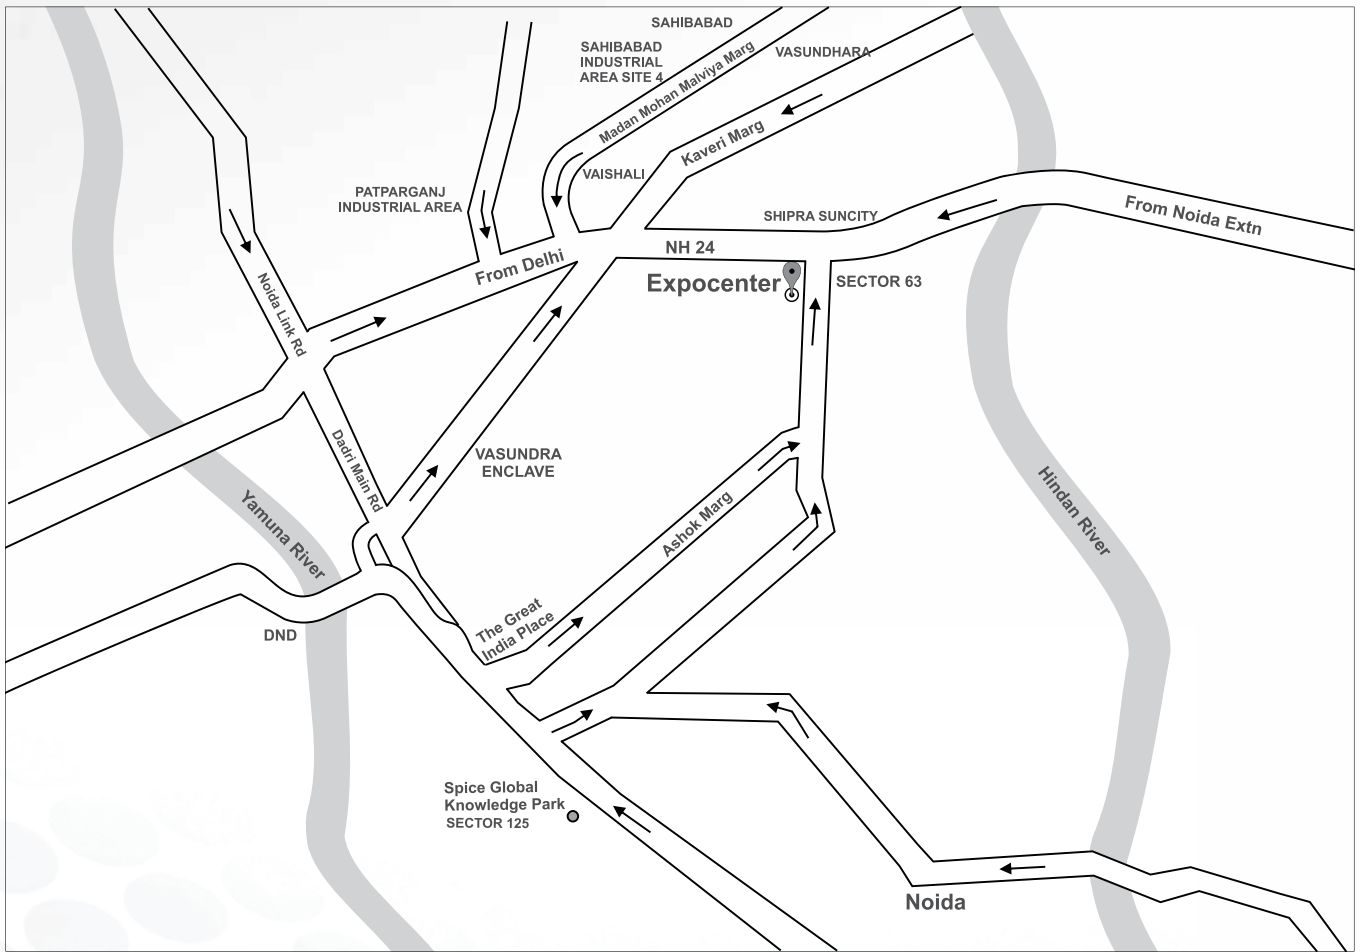 SAHIBABAD
SAHIBABAD
INDUSTRIAL
AREA SITE 4
Madan Mohan Malviya Marg
VASUNDHARA
Kaveri Marg
VAISHALI
PATPARGANJ
INDUSTRIAL AREA
SHIPRA SUNCITY
From Noida Extn
NH 24
From Delhi
Expocenter
SECTOR 63
Noida Link Rd
Dadri Main Rd
VASUNDRA
ENCLAVE
Yamuna River
Ashok Marg
Hindan River
The Great
India Place
DND
Spice Global
Knowledge Park
SECTOR 125
Noida